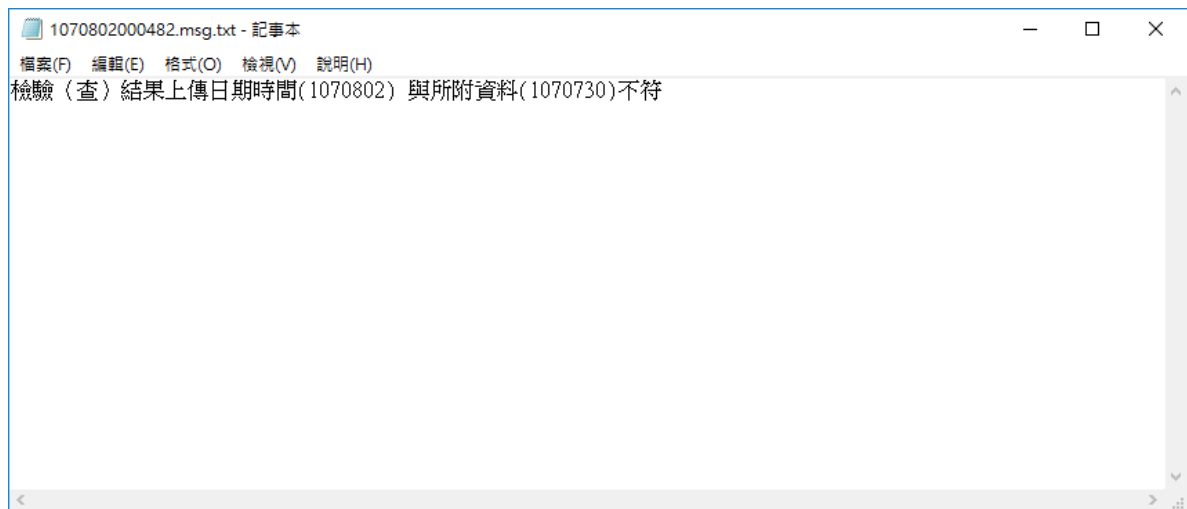 1070802000482.msg.txt - 記事本
檔案(F) 編輯(E) 格式(O) 檢視(V) 說明(H)
檢驗（查）結果上傳日期時間(1070802) 與所附資料(1070730)不符